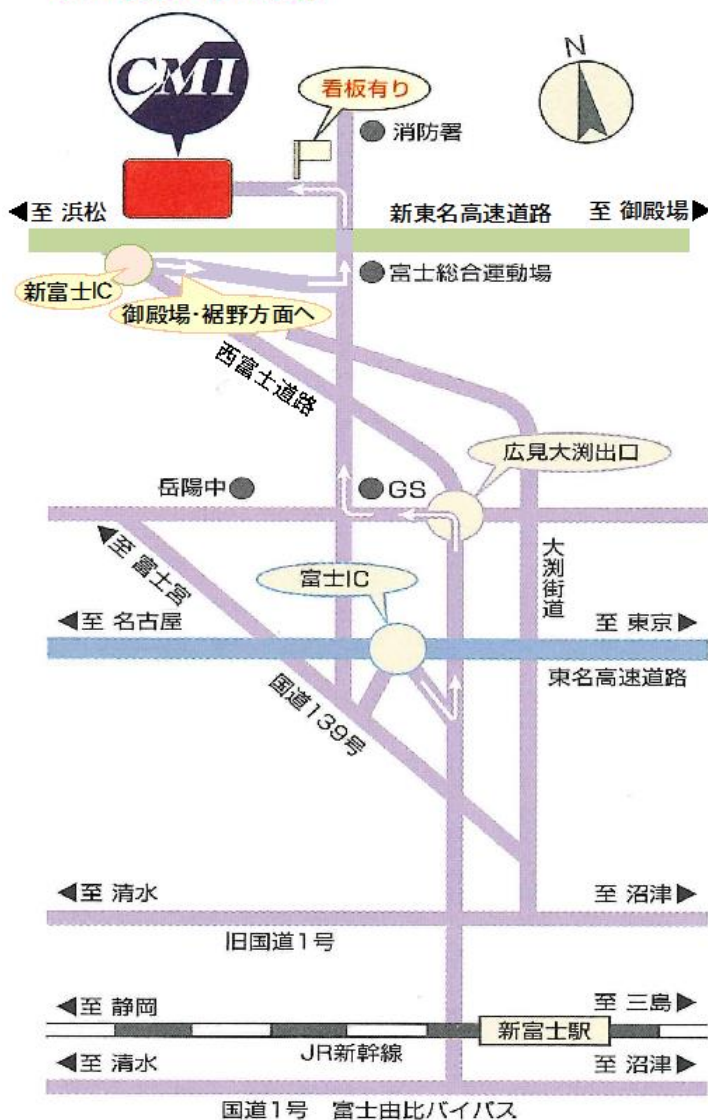 CMI
看板有り
N
消防署
◀至 浜松
新東名高速道路
至 御殿場▶
新富士IC
富士総合運動場
御殿場・裾野方面へ
西富士道路
広見大渕出口
岳陽中
GS
◀至 富士宮
富士IC
大渕街道
◀至 名古屋
至 東京▶
東名高速道路
国道139号
◀至 清水
至 沼津▶
旧国道1号
◀至 静岡
至 三島▶
新富士駅
JR新幹線
◀至 清水
至 沼津▶
国道1号 富士由比バイパス